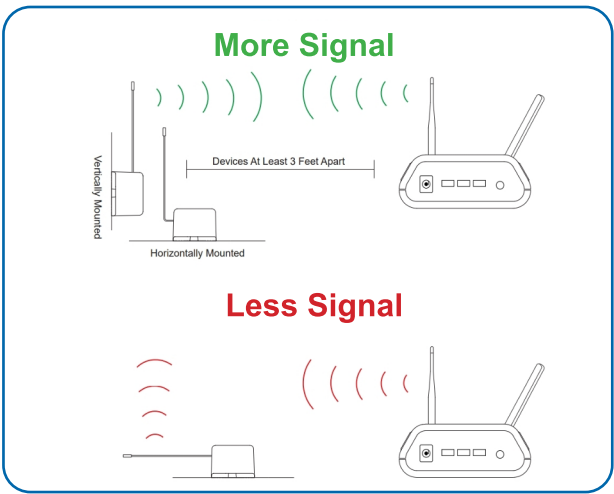 More Signal
Devices At Least 3 Feet Apart
Vertically Mounted
Horizontally Mounted
Less Signal